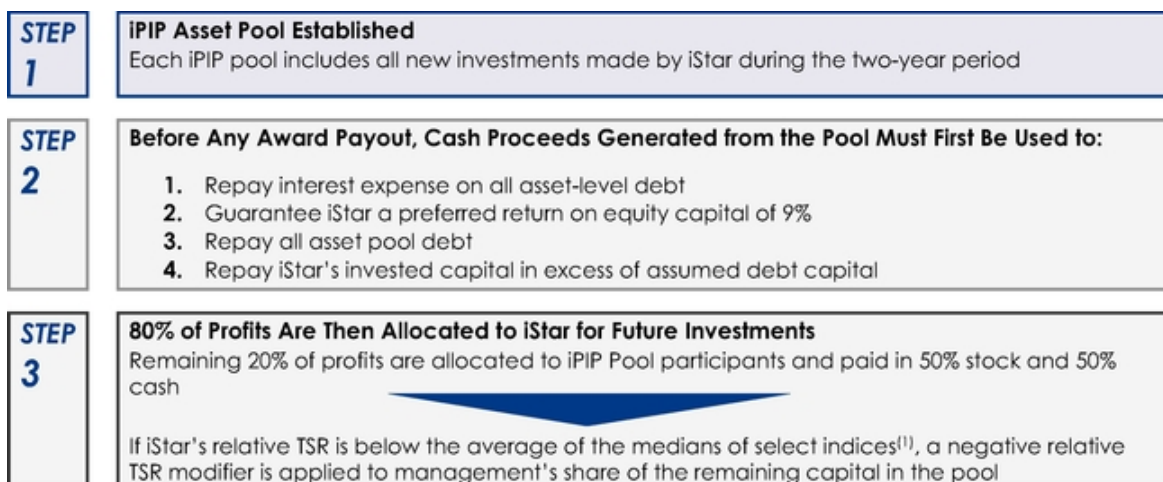 STEP
1
iPIP Asset Pool Established
Each iPIP pool includes all new investments made by iStar during the two-year period
STEP
2
Before Any Award Payout, Cash Proceeds Generated from the Pool Must First Be Used to:
1. Repay interest expense on all asset-level debt
2. Guarantee iStar a preferred return on equity capital of 9%
3. Repay all asset pool debt
4. Repay iStar's invested capital in excess of assumed debt capital
STEP
3
80% of Profits Are Then Allocated to iStar for Future Investments
Remaining 20% of profits are allocated to iPIP Pool participants and paid in 50% stock and 50%
cash
If iStar's relative TSR is below the average of the medians of select indices(1), a negative relative
TSR modifier is applied to management's share of the remaining capital in the pool